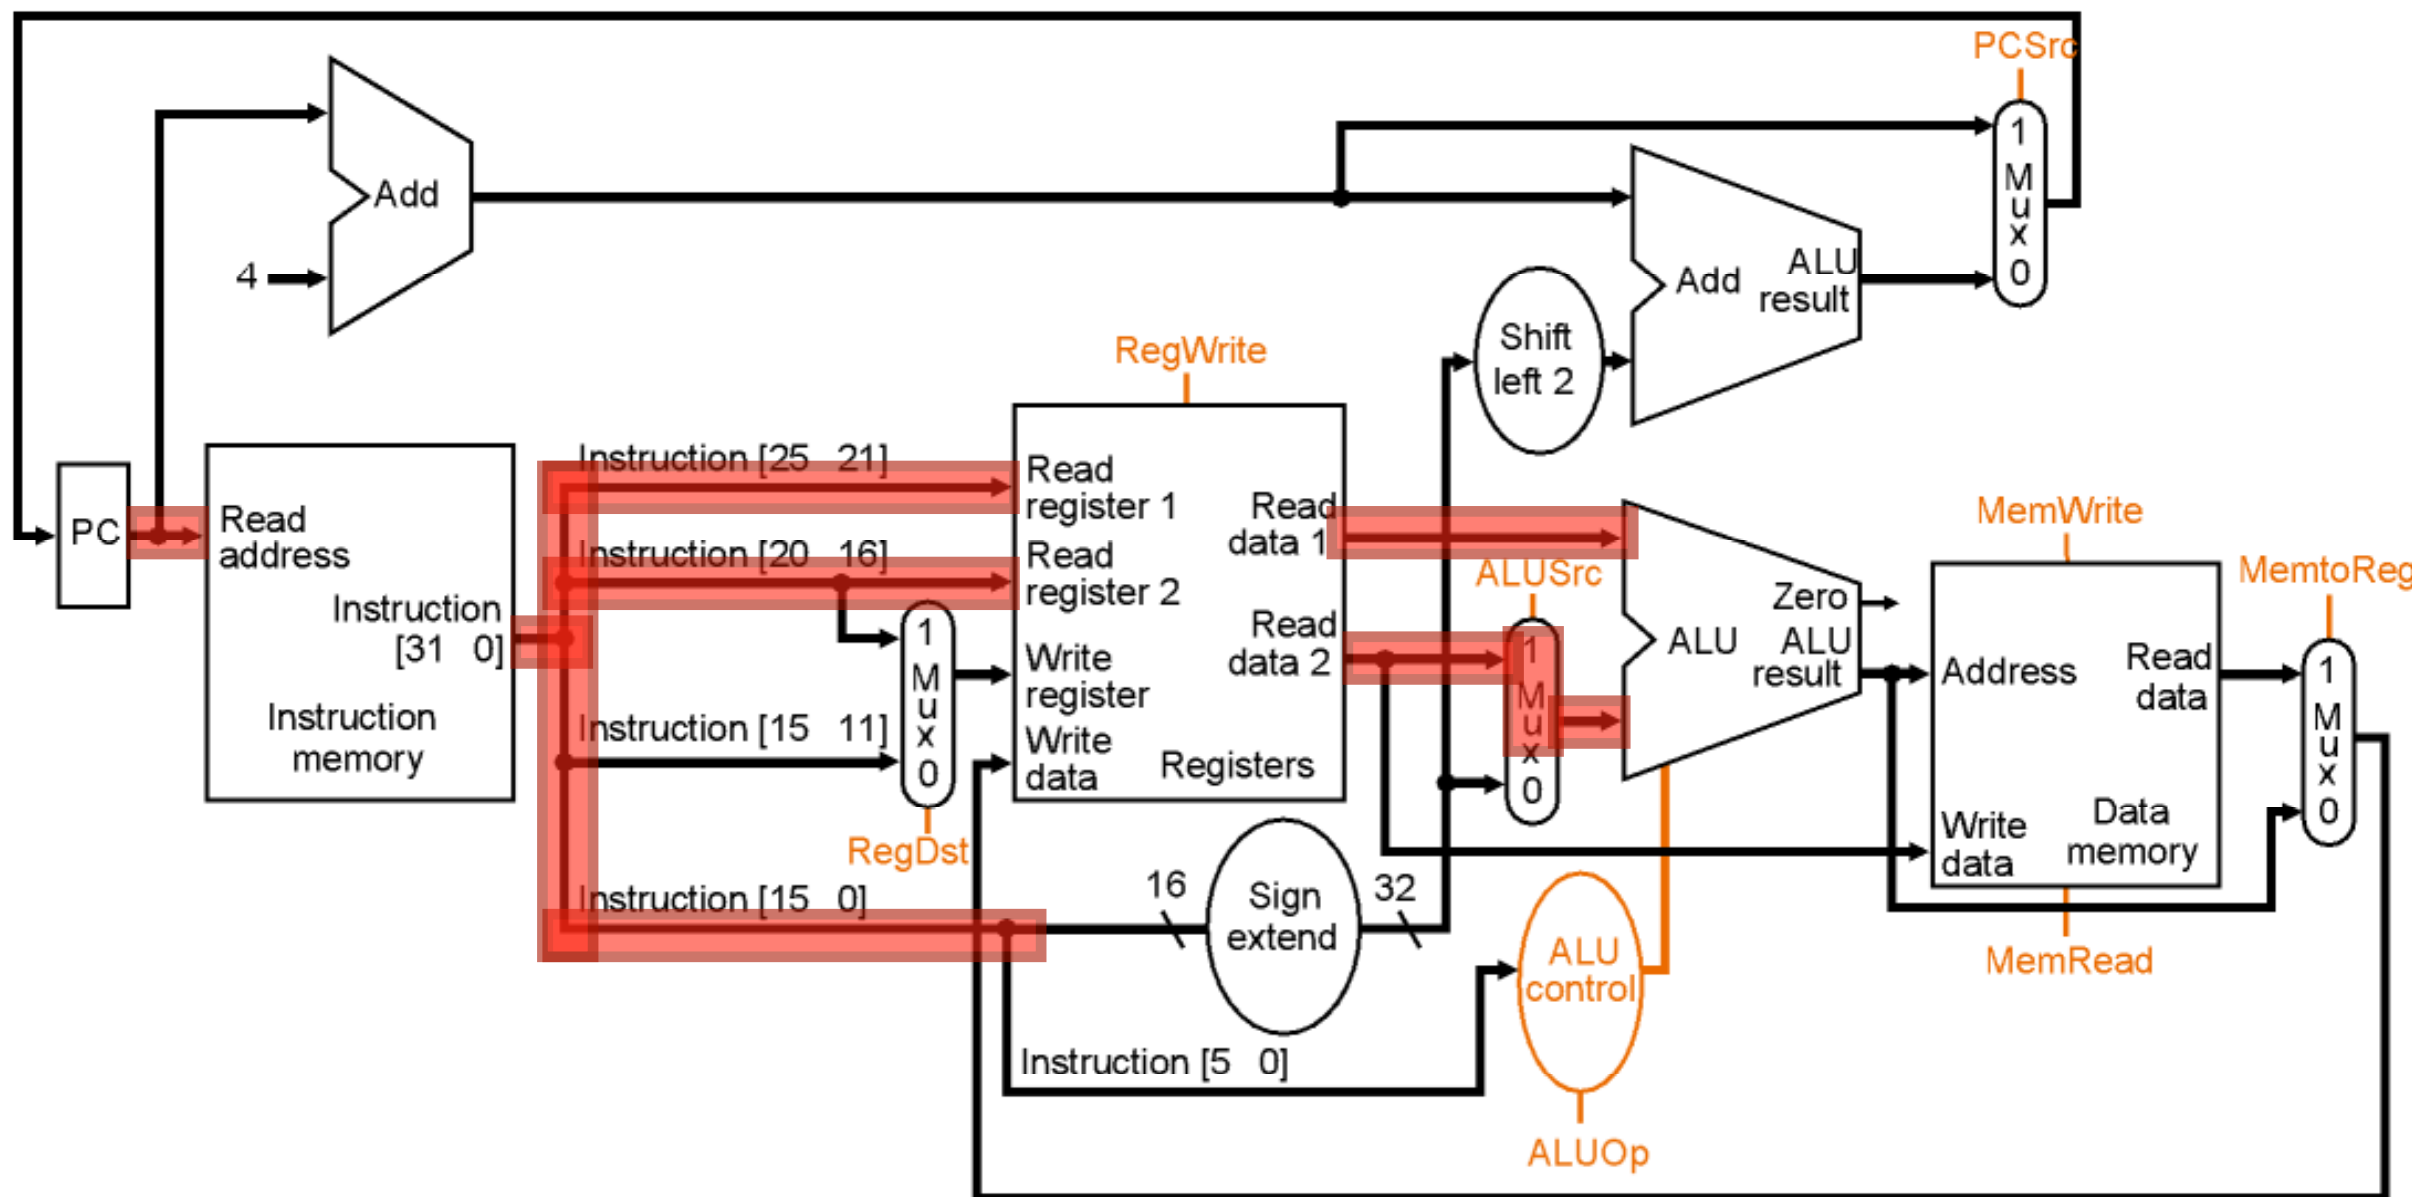 PCSrc
1
M
u
x
0
Add
4
Add
ALU
result
Shift
left 2
RegWrite
PC
Read
address
Instruction
[31 0]
Instruction
memory
Instruction [25 21]
Instruction [20 16]
Instruction [15 11]
Instruction [15 0]
1
M
u
x
0
RegDst
Read
register 1
Read
register 2
Write
register
Write
data
Registers
Read
data 1
Read
data 2
ALUSrc
1
M
u
x
0
Zero
ALU
ALU
result
MemWrite
Address
Read
data
Write
data
Data
memory
MemRead
MemtoReg
1
M
u
x
0
16
Sign
extend
32
ALU
control
Instruction [5 0]
ALUOp